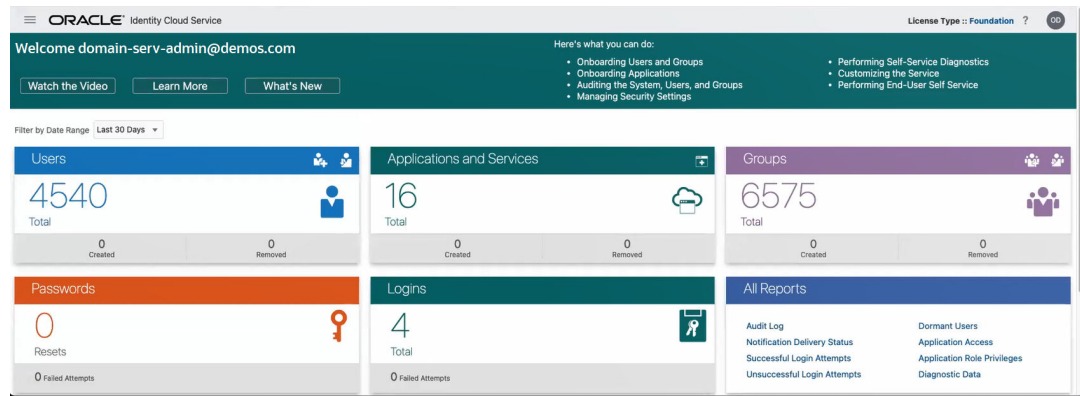 ORACLE Identity Cloud Service
License Type :: Foundation ? OD
Welcome domain-serv-admin@demos.com
Watch the Video Learn More What's New
Here's what you can do:
• Onboarding Users and Groups
• Onboarding Applications
• Auditing the System, Users, and Groups
• Managing Security Settings
• Performing Self-Service Diagnostics
• Customizing the Service
• Performing End-User Self Service
Filter by Date Range Last 30 Days
Users
4540
Total
0 0
Created Removed
Applications and Services
16
Total
0 0
Created Removed
Groups
6575
Total
0 0
Created Removed
Passwords
0
Resets
0 Failed Attempts
Logins
4
Total
0 Failed Attempts
All Reports
Audit Log
Notification Delivery Status
Successful Login Attempts
Unsuccessful Login Attempts
Dormant Users
Application Access
Application Role Privileges
Diagnostic Data